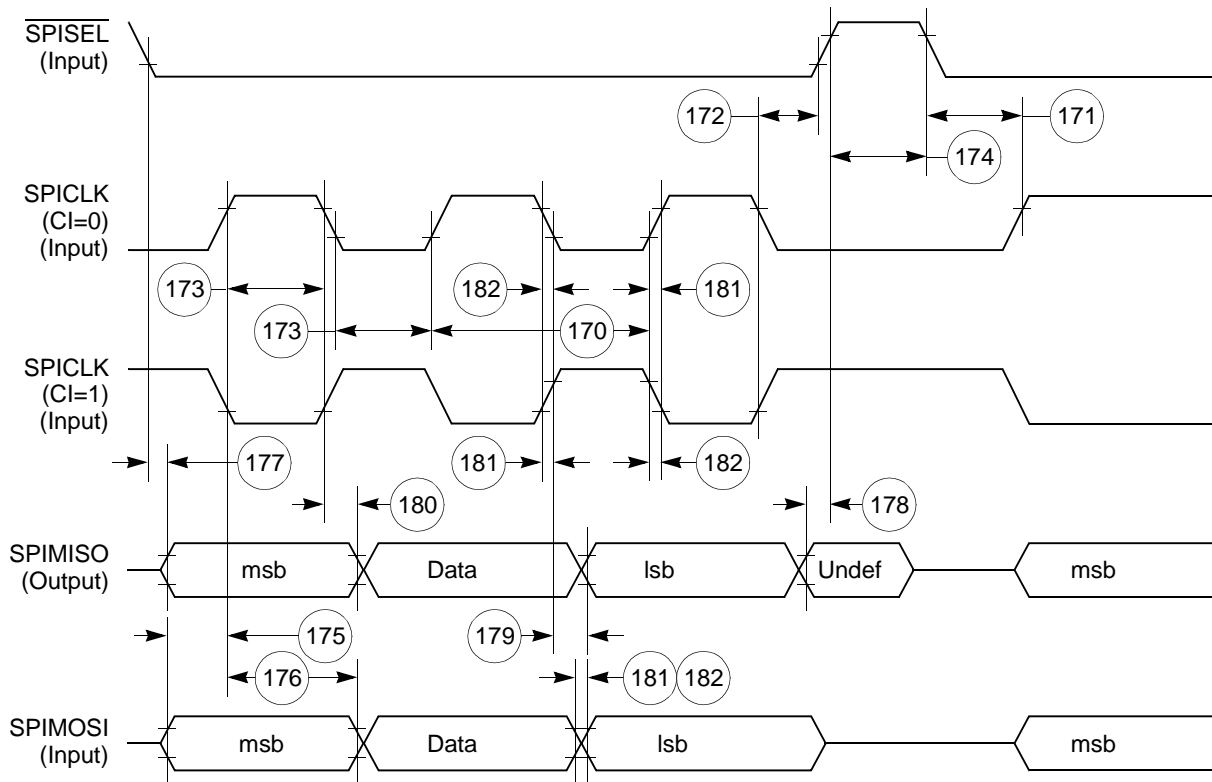 SPISEL
(Input)
172
171
174
SPICLK
(CI=0)
(Input)
173
182
181
173
170
SPICLK
(CI=1)
(Input)
177
181
182
180
178
SPIMISO
(Output)
msb
Data
lsb
Undef
msb
175
179
176
181
182
SPIMOSI
(Input)
msb
Data
lsb
msb